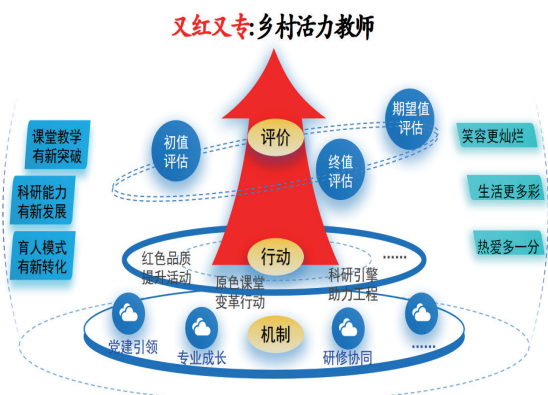 又红又专:乡村活力教师
课堂教学
有新突破
科研能力
有新发展
育人模式
有新转化
初值
评估
评价
终值
评估
期望值
评估
笑容更灿烂
生活更多彩
热爱多一分
红色品质
提升活动
原色课堂
变革行动
行动
科研引擎
助力工程
......
党建引领
专业成长
机制
研修协同
......